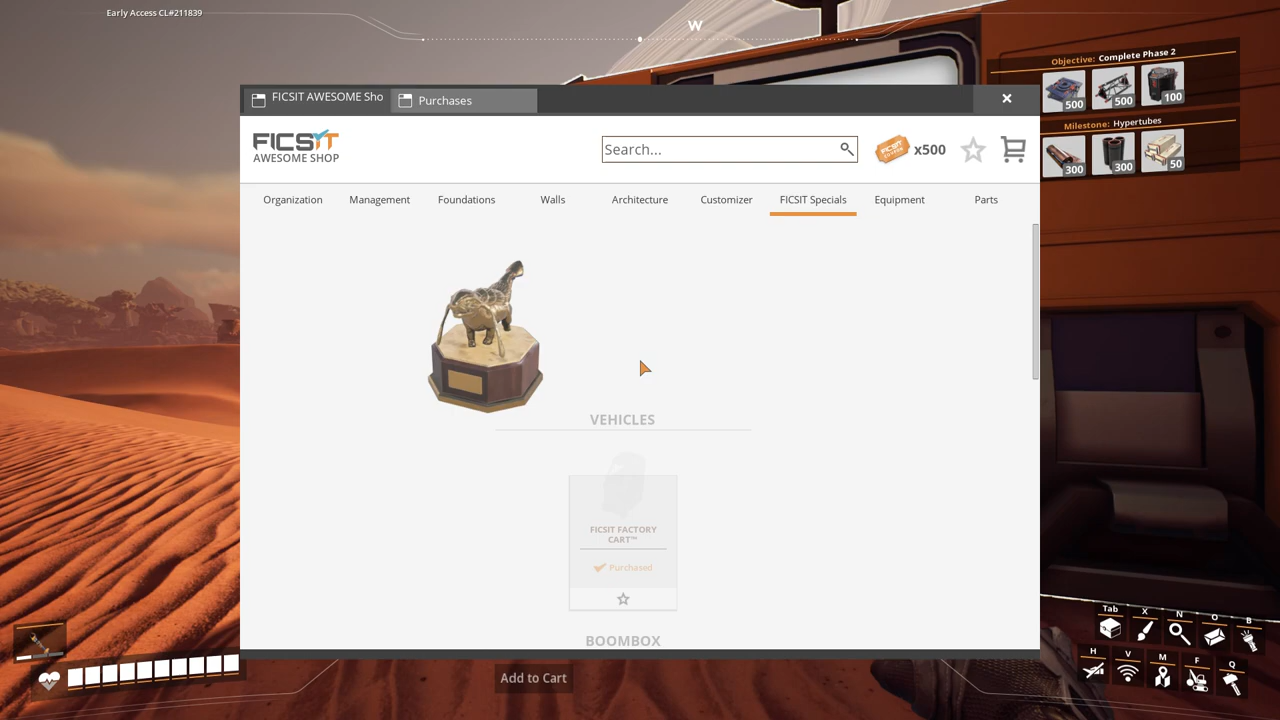 Early Access CL#211839
W
Objective: Complete Phase 2
500
500
100
Milestone: Hypertubes
300
300
50
FICSIT AWESOME Sho
Purchases
FICSIT
AWESOME SHOP
Search...
x500
Organization
Management
Foundations
Walls
Architecture
Customizer
FICSIT Specials
Equipment
Parts
VEHICLES
FICSIT FACTORY
CART™
Purchased
BOOMBOX
Add to Cart
Tab
X
N
O
B
H
V
M
F
Q